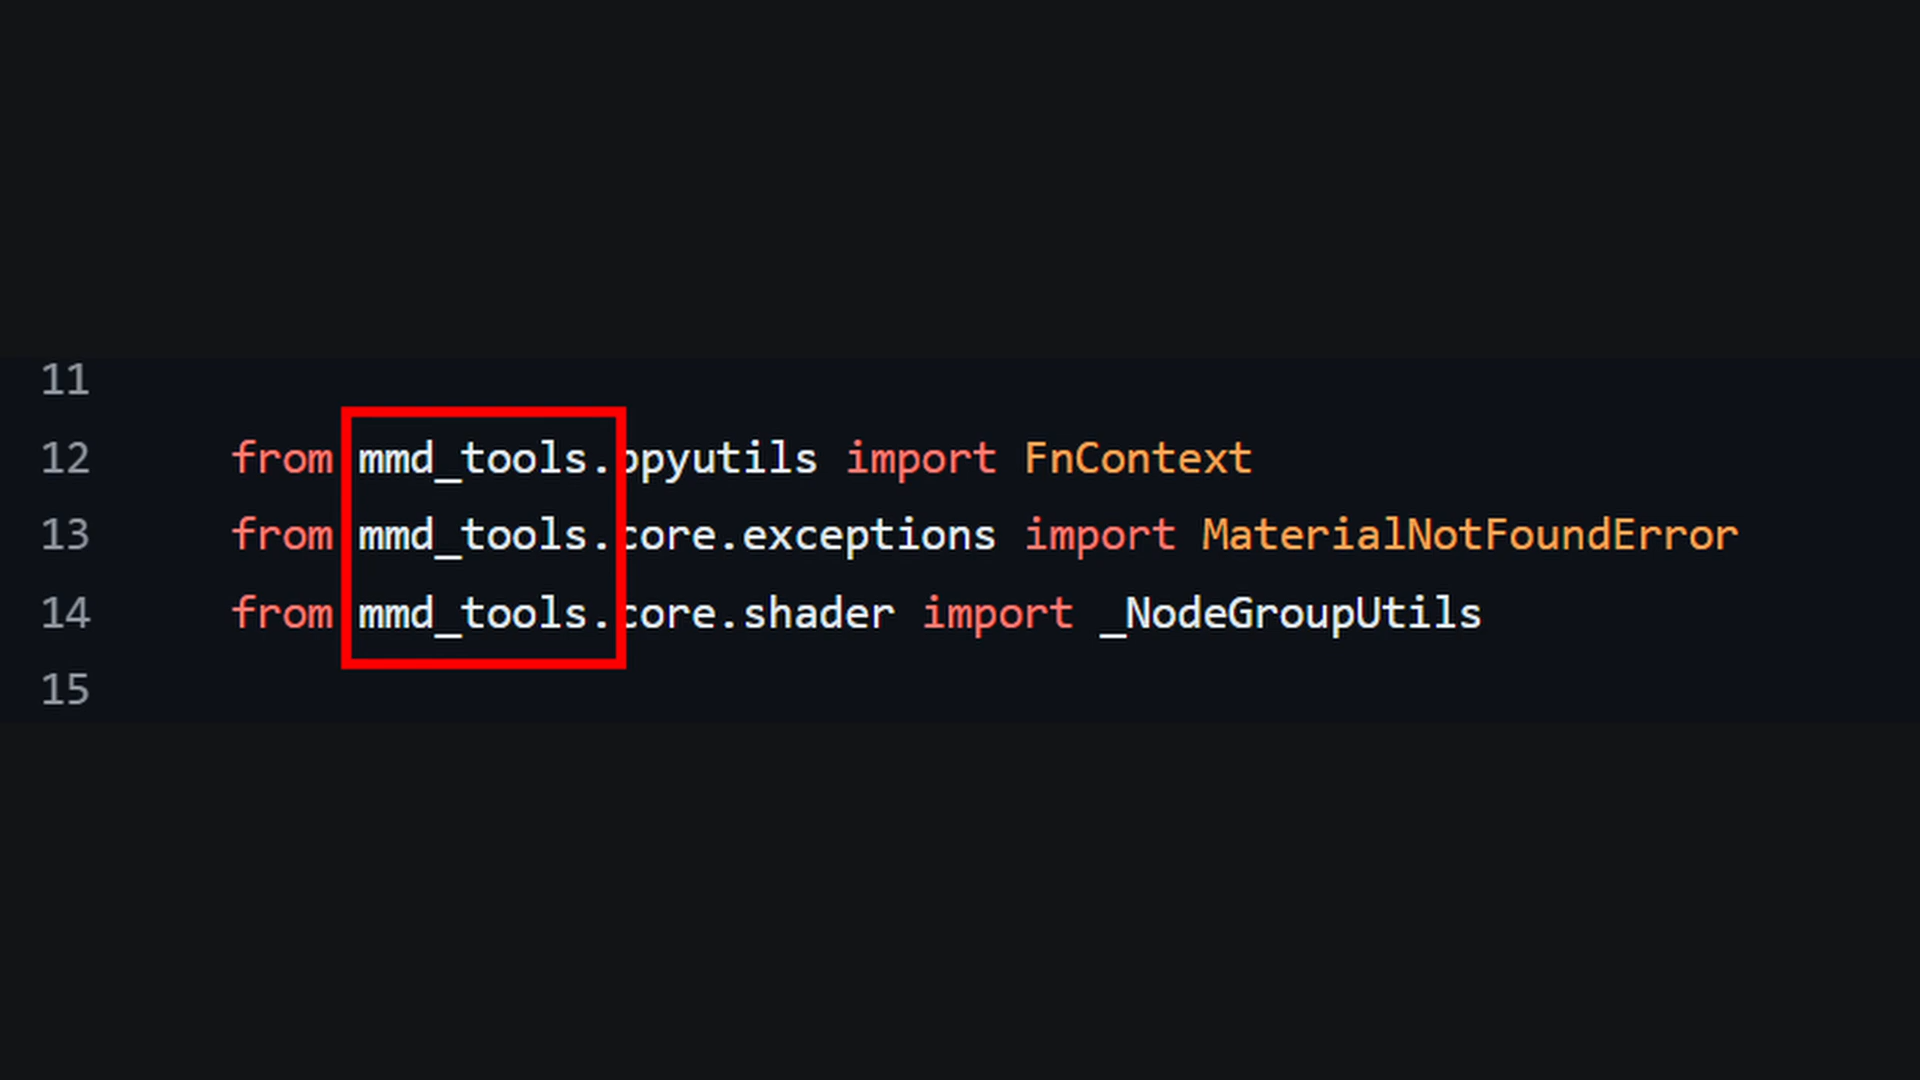 11
12 from mmd_tools.bpyutils import FnContext
13 from mmd_tools.core.exceptions import MaterialNotFoundError
14 from mmd_tools.core.shader import _NodeGroupUtils
15